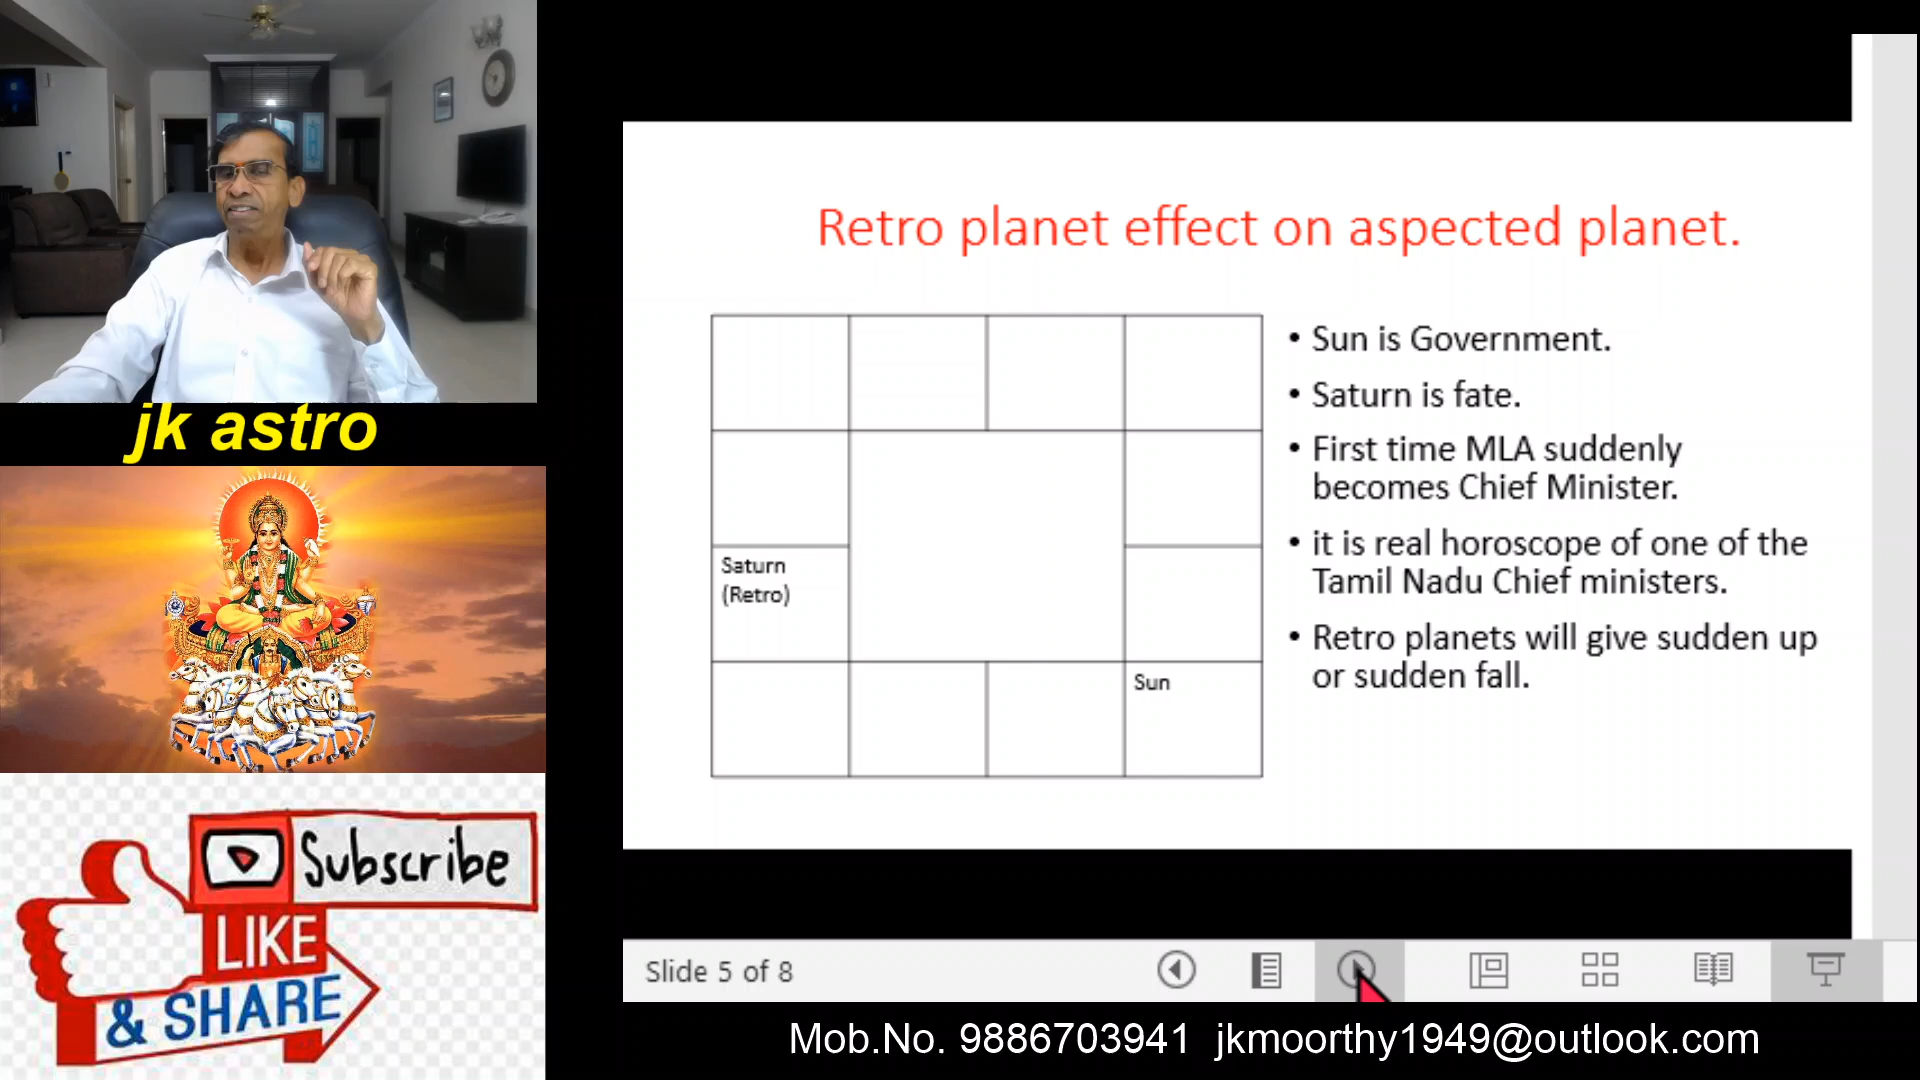 jk astro
Subscribe
LIKE
& SHARE
Retro planet effect on aspected planet.
Saturn
(Retro)
Sun
• Sun is Government.
• Saturn is fate.
• First time MLA suddenly
becomes Chief Minister.
• it is real horoscope of one of the
Tamil Nadu Chief ministers.
• Retro planets will give sudden up
or sudden fall.
Slide 5 of 8
Mob.No. 9886703941 jkmoorthy1949@outlook.com